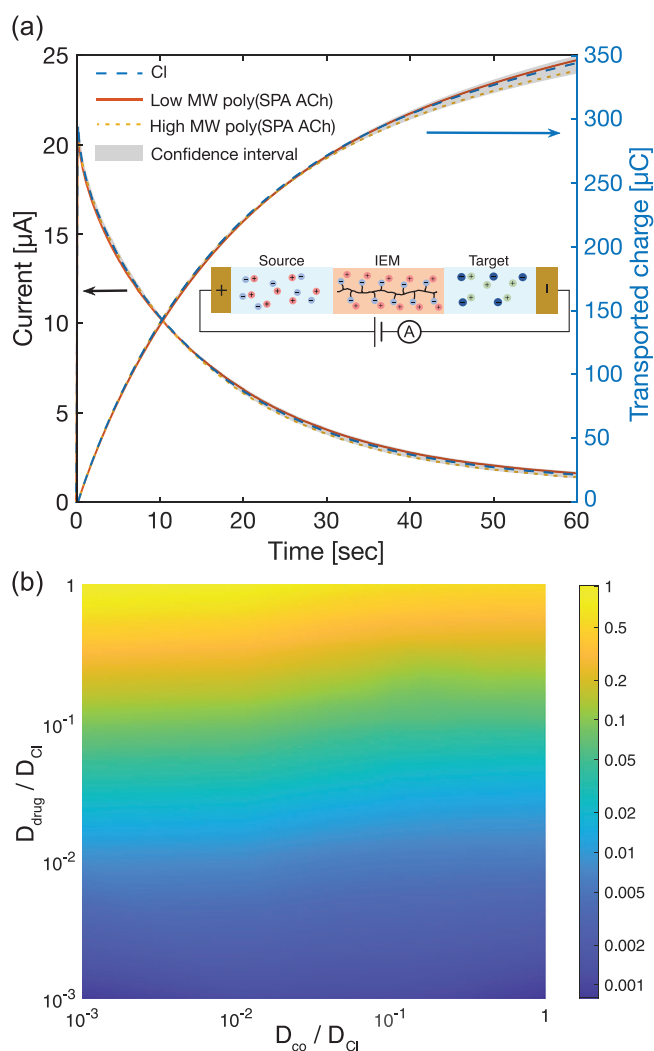 (a)
25
20
15
10
5
0
Current [μA]
Cl
Low MW poly(SPA ACh)
High MW poly(SPA ACh)
Confidence interval
350
300
250
200
150
100
50
0
Transported charge [μC]
Source
IEM
Target
+
-
A
0
10
20
30
40
50
60
Time [sec]
(b)
1
10-1
10-2
10-3
Ddrug / DCl
10-3
10-2
10-1
1
Dco / DCl
1
0.5
0.2
0.1
0.05
0.02
0.01
0.005
0.002
0.001